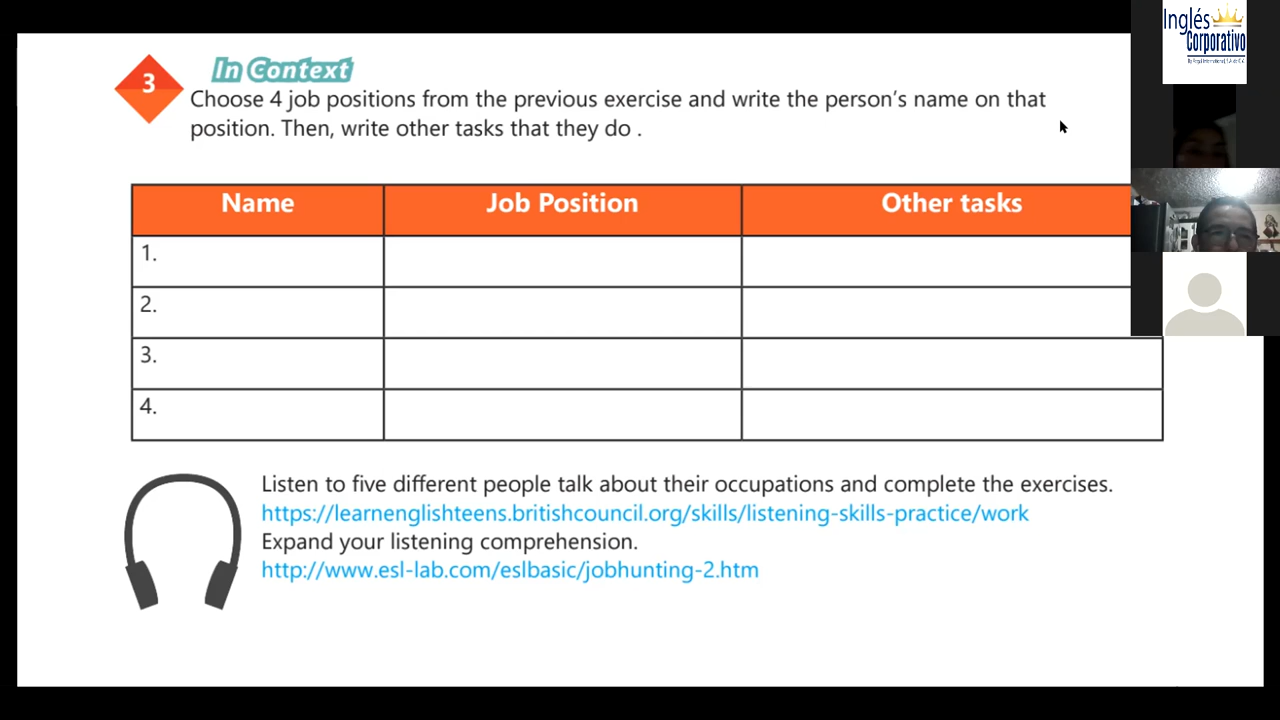 3
In Context
Choose 4 job positions from the previous exercise and write the person's name on that
position. Then, write other tasks that they do .
Name Job Position Other tasks
1.
2.
3.
4.
Listen to five different people talk about their occupations and complete the exercises.
https://learnenglishteens.britishcouncil.org/skills/listening-skills-practice/work
Expand your listening comprehension.
http://www.esl-lab.com/eslbasic/jobhunting-2.htm
Inglés
Corporativo